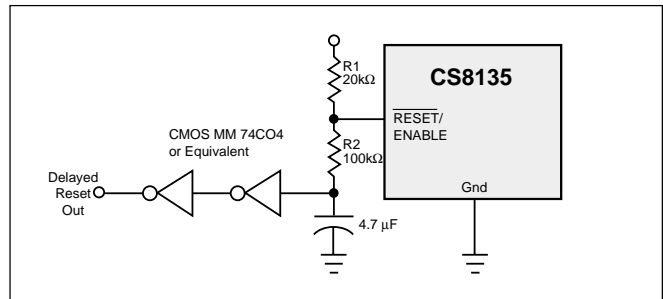 R1
20kΩ
CS8135
RESET/
ENABLE
CMOS MM 74CO4
or Equivalent
R2
100kΩ
Delayed
Reset
Out
Gnd
4.7 μF